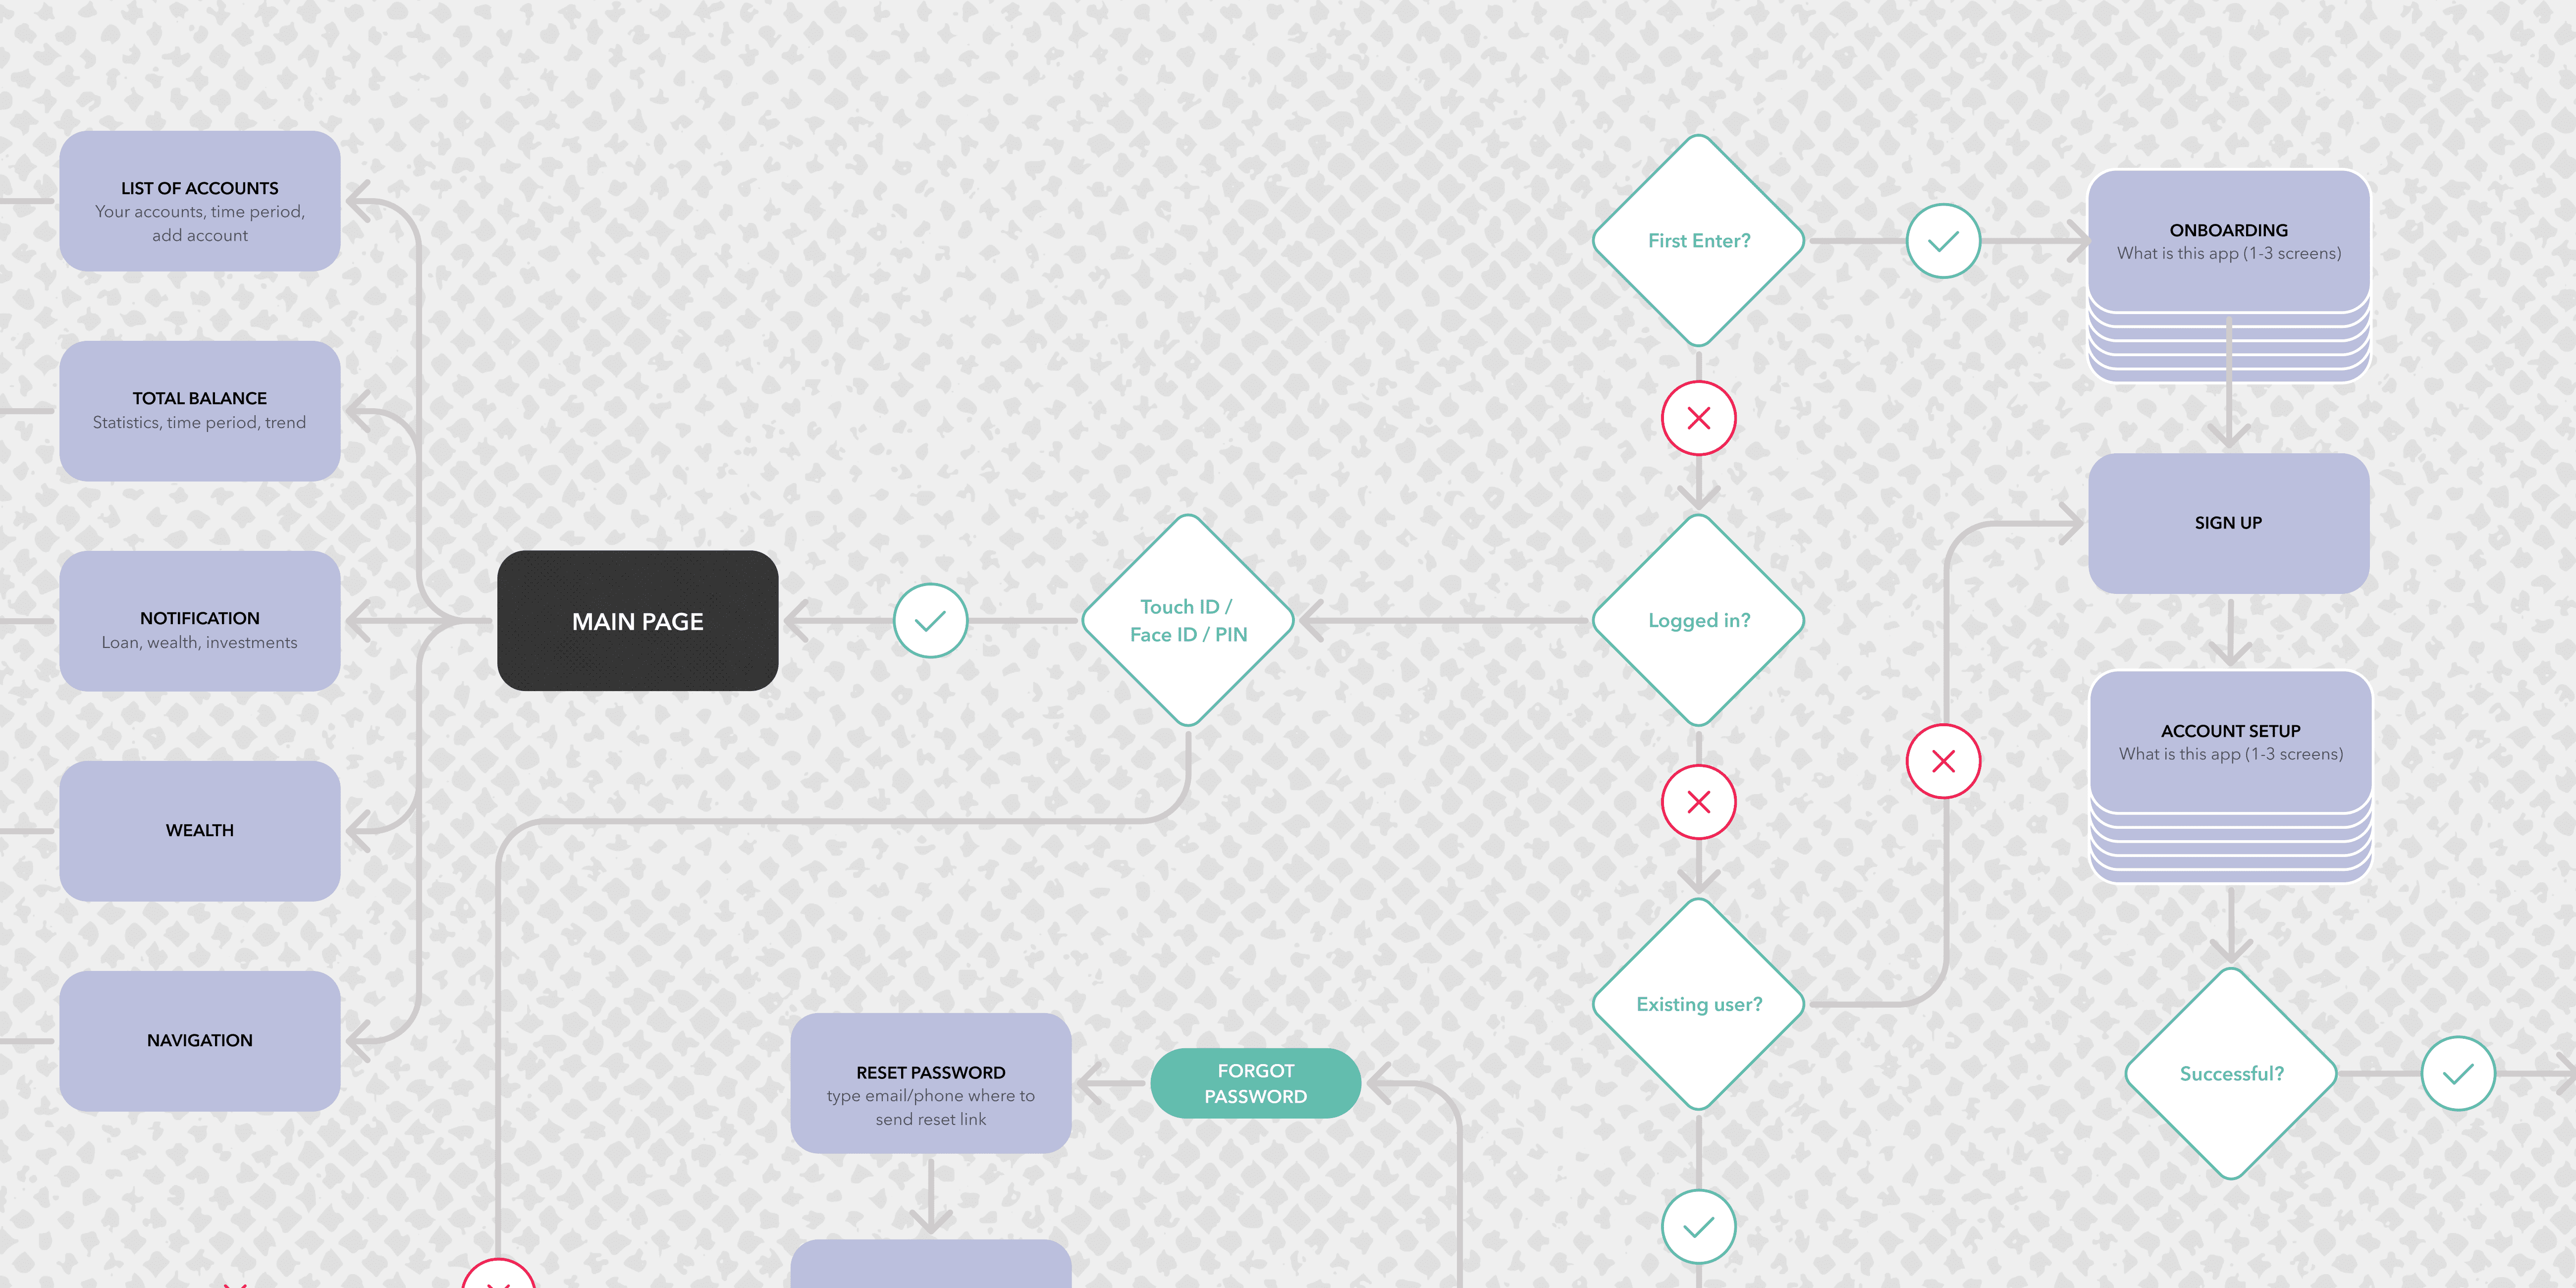 LIST OF ACCOUNTS
Your accounts, time period,
add account
TOTAL BALANCE
Statistics, time period, trend
NOTIFICATION
Loan, wealth, investments
WEALTH
NAVIGATION
MAIN PAGE
Touch ID /
Face ID / PIN
RESET PASSWORD
type email/phone where to
send reset link
FORGOT
PASSWORD
First Enter?
Logged in?
Existing user?
ONBOARDING
What is this app (1-3 screens)
SIGN UP
ACCOUNT SETUP
What is this app (1-3 screens)
Successful?